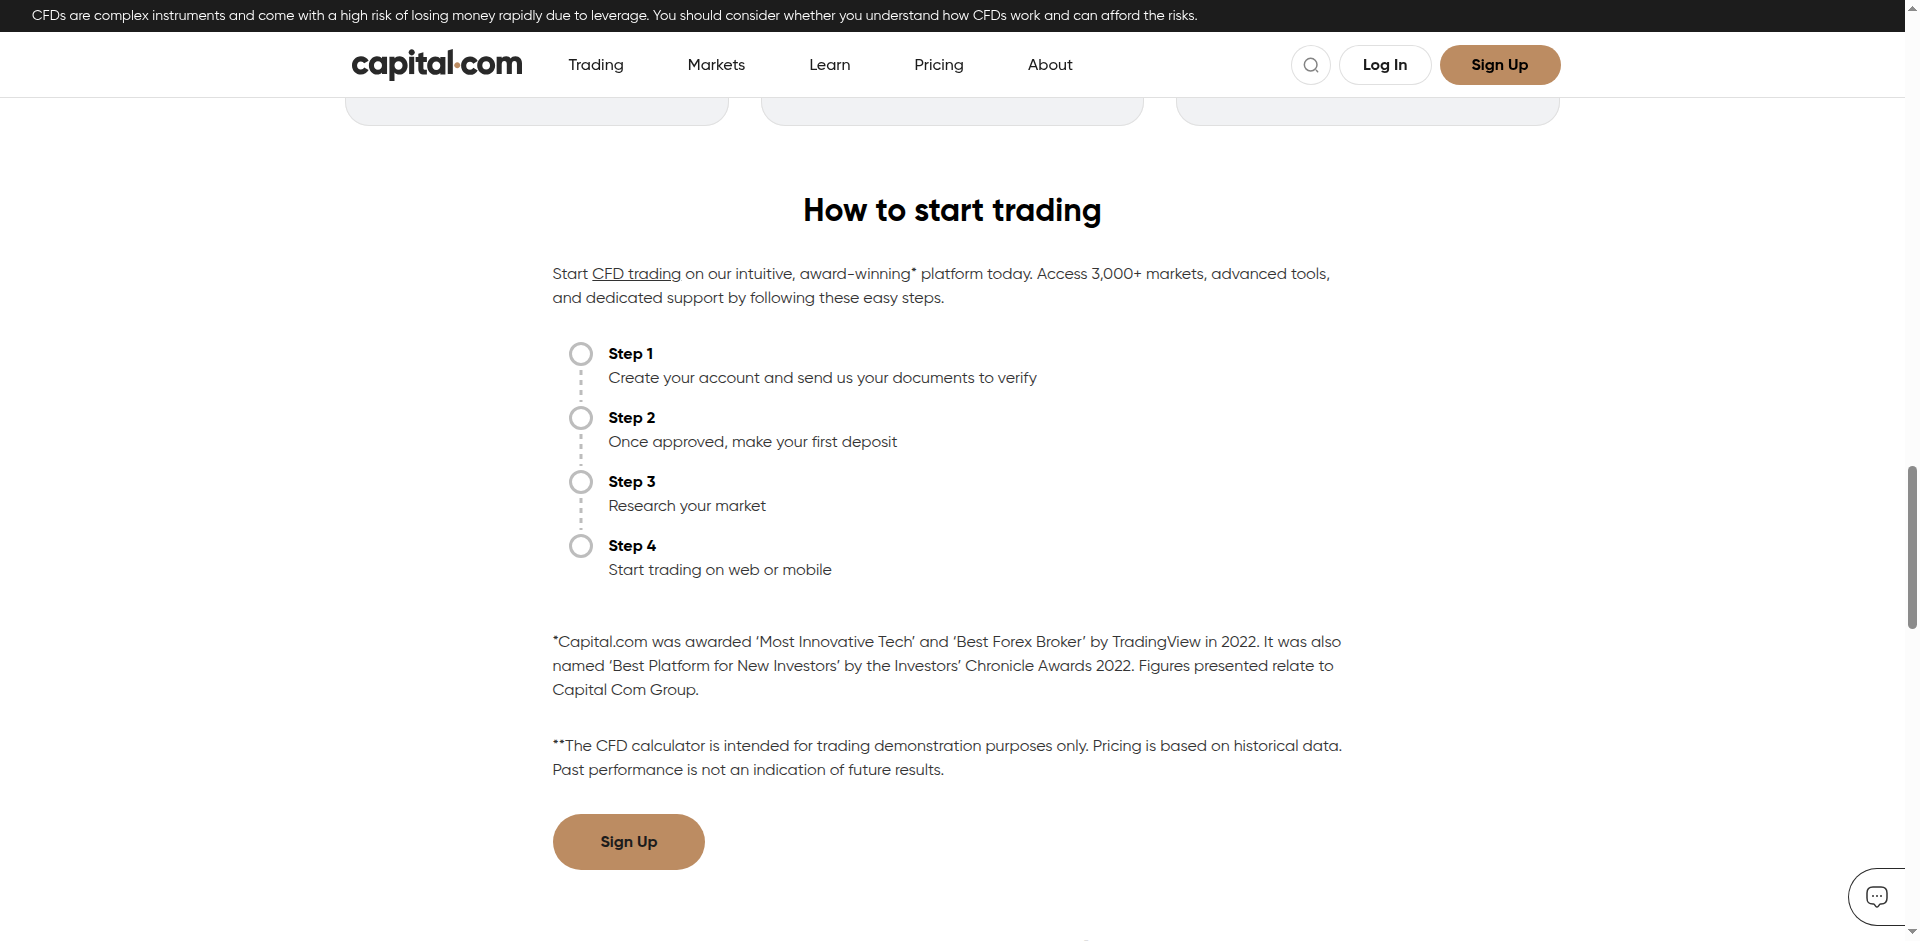 CFDs are complex instruments and come with a high risk of losing money rapidly due to leverage. You should consider whether you understand how CFDs work and can afford the risks.
capital.com Trading Markets Learn Pricing About Log In Sign Up
How to start trading
Start CFD trading on our intuitive, award-winning* platform today. Access 3,000+ markets, advanced tools,
and dedicated support by following these easy steps.
Step 1
Create your account and send us your documents to verify
Step 2
Once approved, make your first deposit
Step 3
Research your market
Step 4
Start trading on web or mobile
*Capital.com was awarded ‘Most Innovative Tech’ and ‘Best Forex Broker’ by TradingView in 2022. It was also
named ‘Best Platform for New Investors’ by the Investors’ Chronicle Awards 2022. Figures presented relate to
Capital Com Group.
**The CFD calculator is intended for trading demonstration purposes only. Pricing is based on historical data.
Past performance is not an indication of future results.
Sign Up